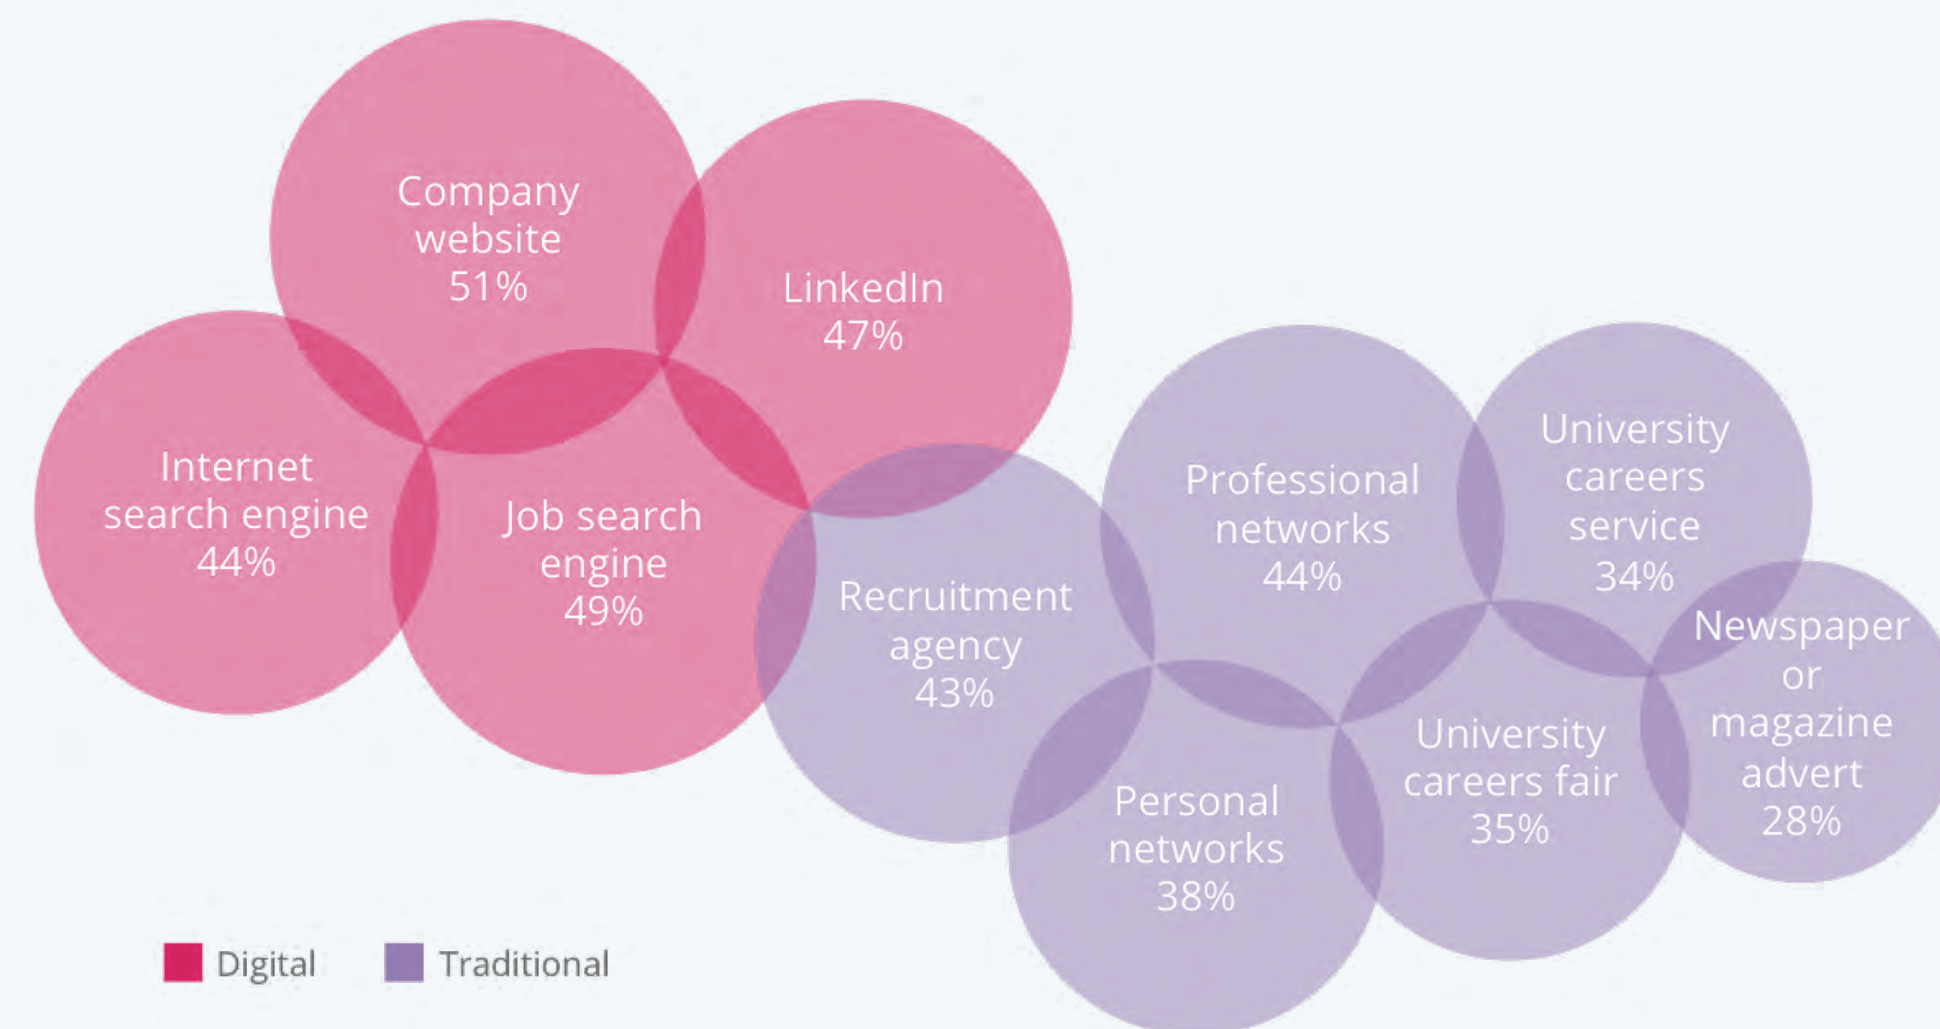 Company
website
51%
LinkedIn
47%
Internet
search engine
44%
Job search
engine
49%
Recruitment
agency
43%
Professional
networks
44%
University
careers
service
34%
Newspaper
or
magazine
advert
28%
Personal
networks
38%
University
careers fair
35%
Digital
Traditional